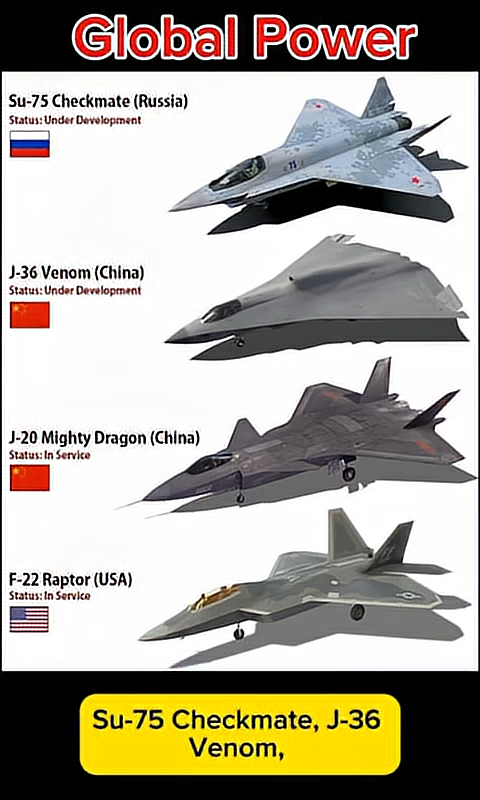 Global Power
Su-75 Checkmate (Russia)
Status: Under Development
J-36 Venom (China)
Status: Under Development
J-20 Mighty Dragon (China)
Status: In Service
F-22 Raptor (USA)
Status: In Service
Su-75 Checkmate, J-36
Venom,